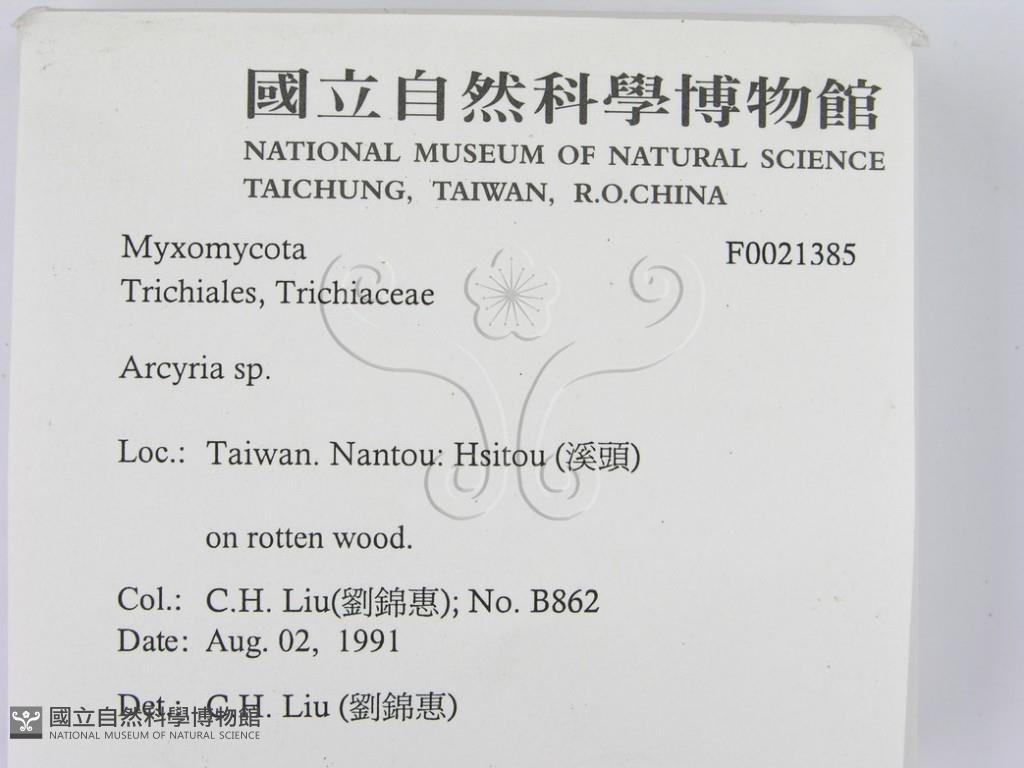 國立自然科學博物館
NATIONAL MUSEUM OF NATURAL SCIENCE
TAICHUNG, TAIWAN, R.O.CHINA
Myxomycota F0021385
Trichiales, Trichiaceae
Arcyria sp.
Loc.: Taiwan. Nantou: Hsitou (溪頭)
on rotten wood.
Col.: C.H. Liu(劉錦惠); No. B862
Date: Aug. 02, 1991
Det.: C.H. Liu (劉錦惠)
國立自然科學博物館
NATIONAL MUSEUM OF NATURAL SCIENCE